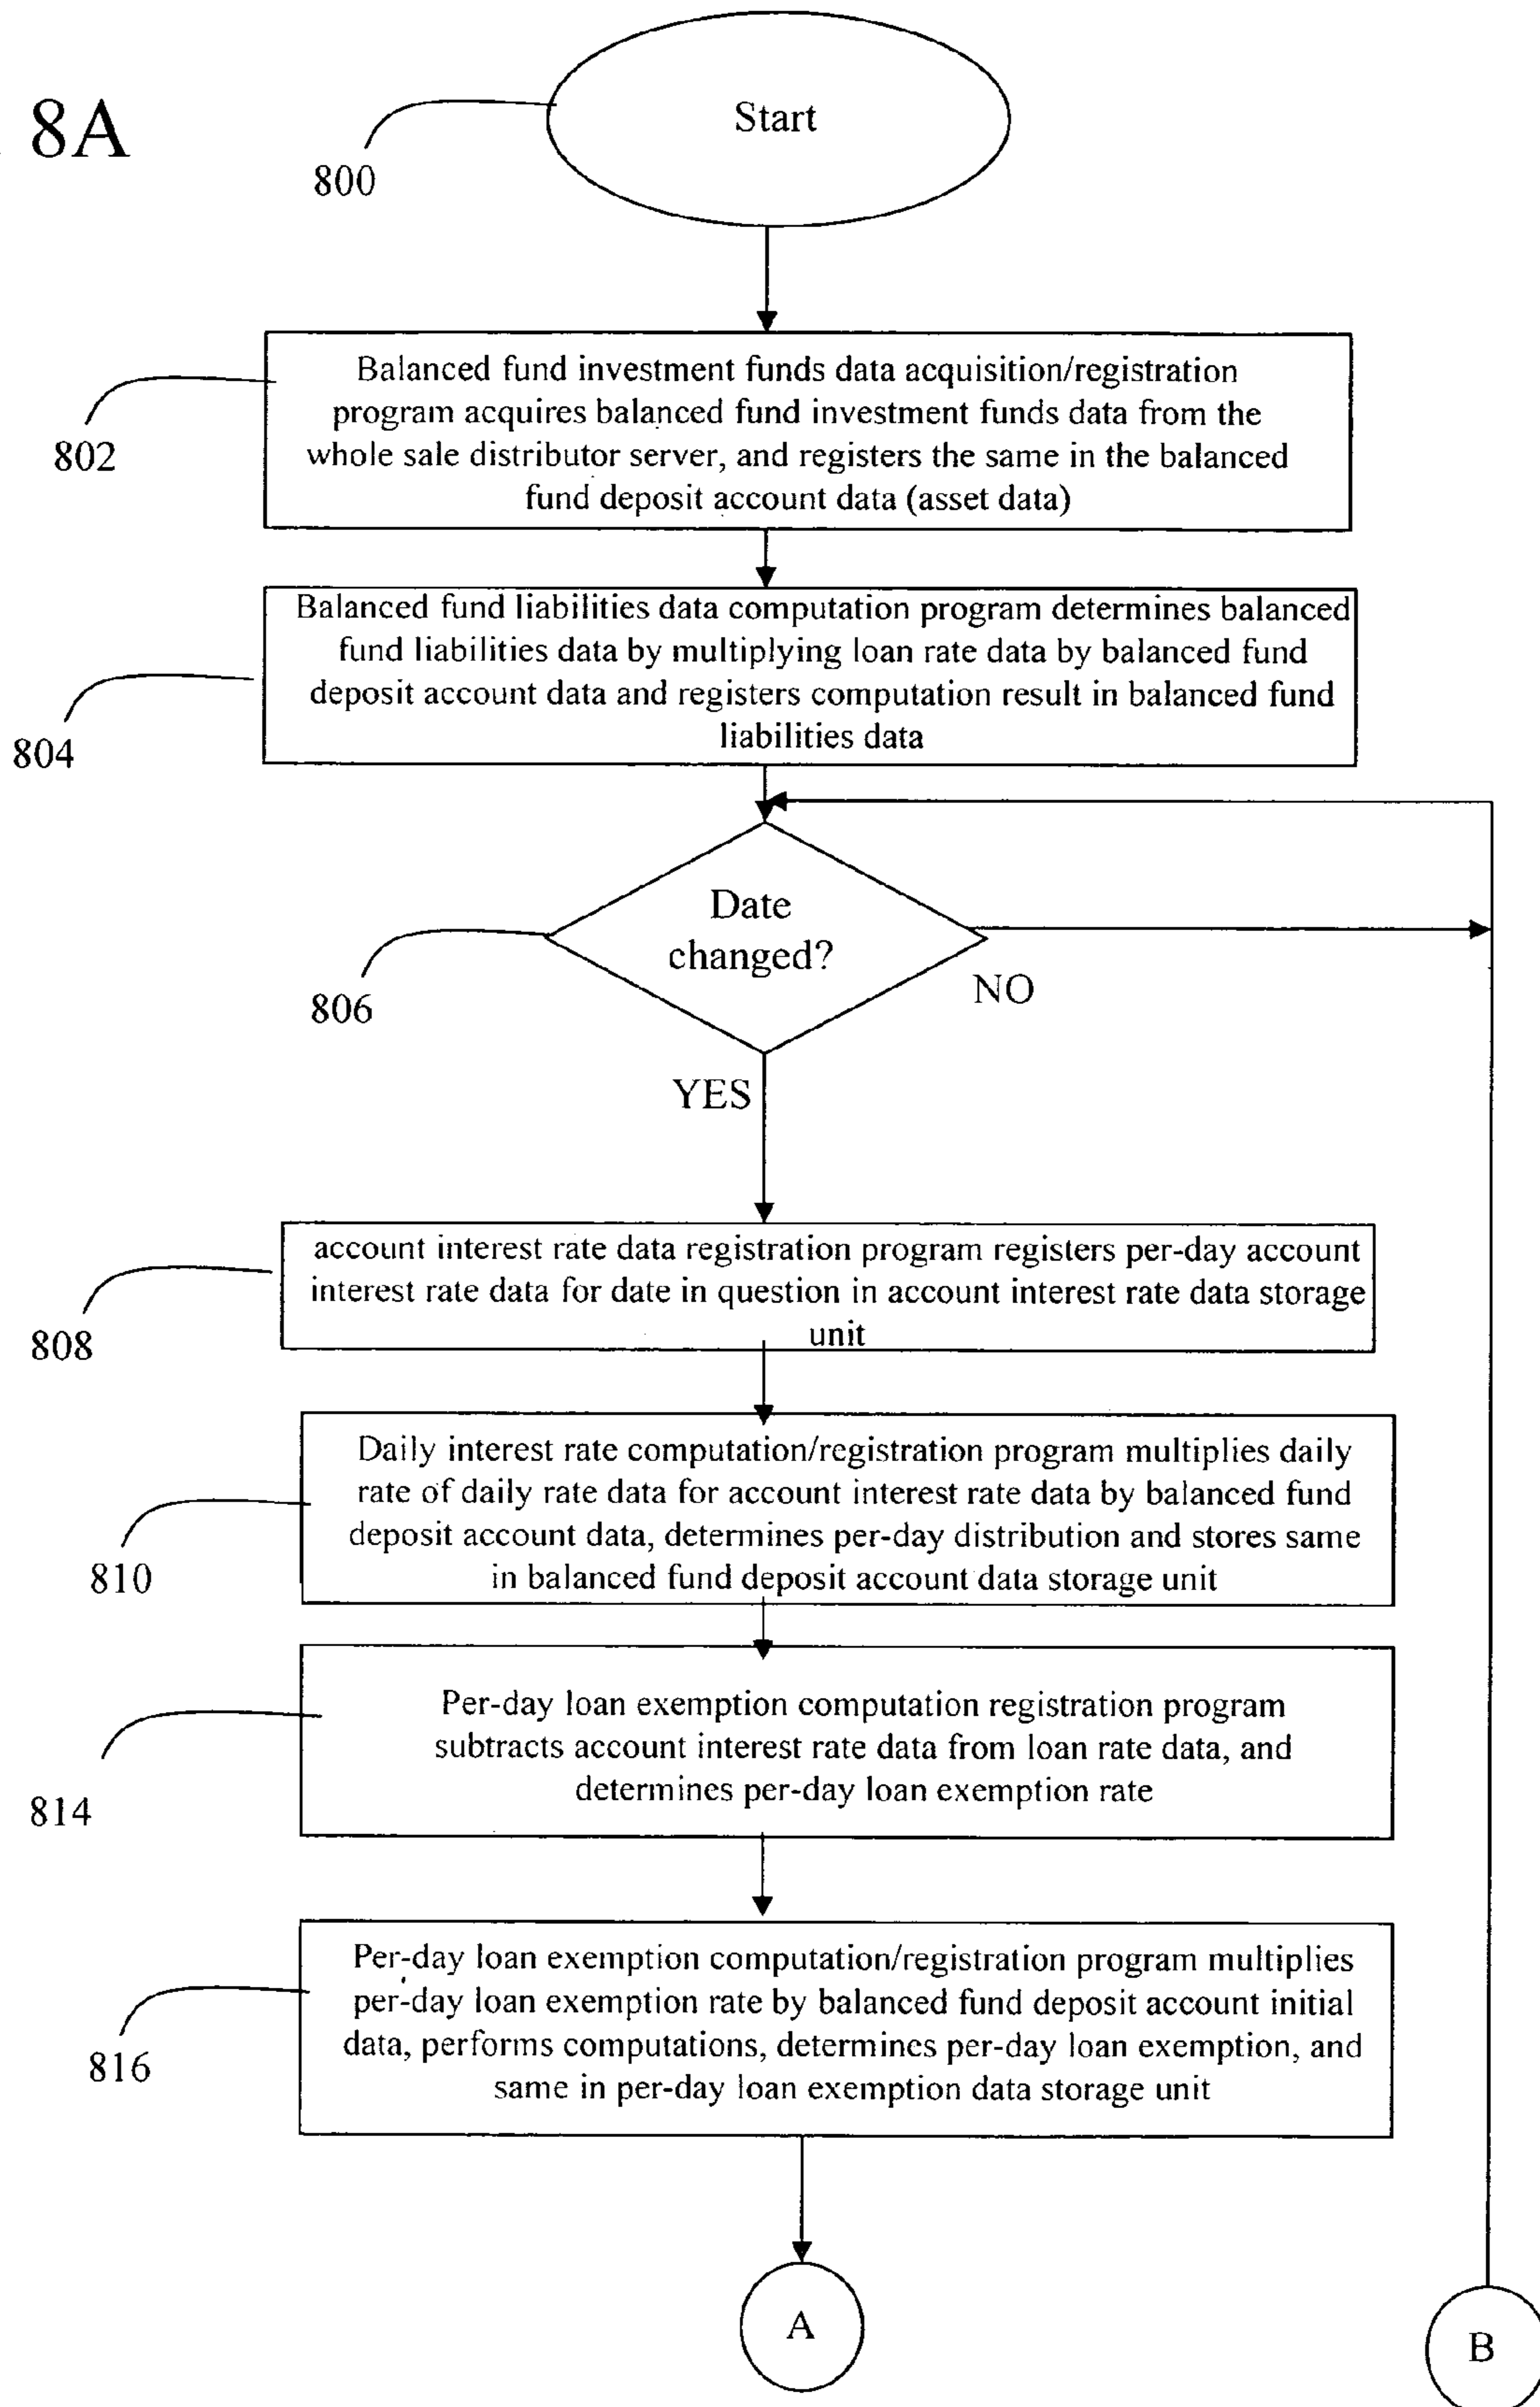 8A
Start
800
Balanced fund investment funds data acquisition/registration
program acquires balanced fund investment funds data from the
whole sale distributor server, and registers the same in the balanced
fund deposit account data (asset data)
802
Balanced fund liabilities data computation program determines balanced
fund liabilities data by multiplying loan rate data by balanced fund
deposit account data and registers computation result in balanced fund
liabilities data
804
Date
changed?
806
NO
YES
account interest rate data registration program registers per-day account
interest rate data for date in question in account interest rate data storage
unit
808
Daily interest rate computation/registration program multiplies daily
rate of daily rate data for account interest rate data by balanced fund
deposit account data, determines per-day distribution and stores same
in balanced fund deposit account data storage unit
810
Per-day loan exemption computation registration program
subtracts account interest rate data from loan rate data, and
determines per-day loan exemption rate
814
Per-day loan exemption computation/registration program multiplies
per-day loan exemption rate by balanced fund deposit account initial
data, performs computations, determines per-day loan exemption, and
same in per-day loan exemption data storage unit
816
A
B